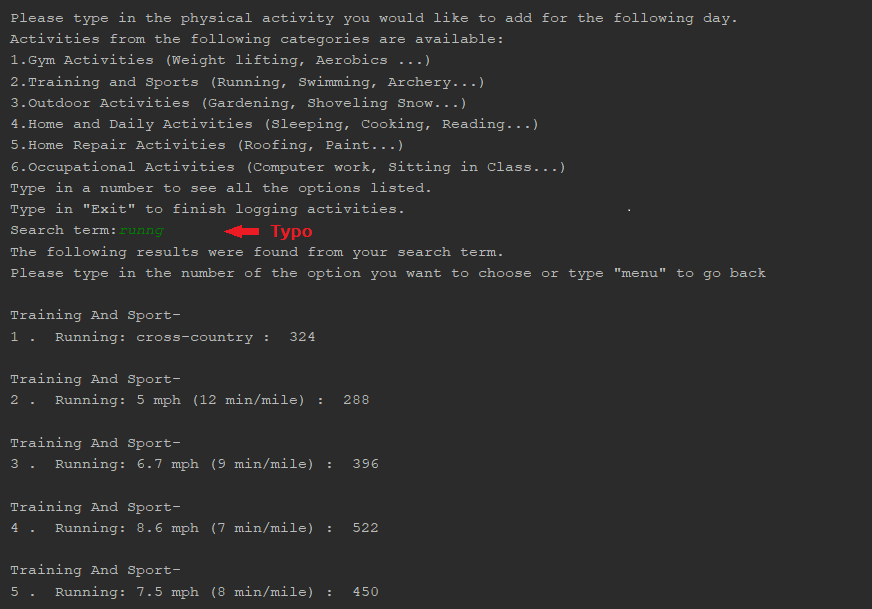 Please type in the physical activity you would like to add for the following day.
Activities from the following categories are available:
1.Gym Activities (Weight lifting, Aerobics ...)
2.Training and Sports (Running, Swimming, Archery...)
3.Outdoor Activities (Gardening, Shoveling Snow...)
4.Home and Daily Activities (Sleeping, Cooking, Reading...)
5.Home Repair Activities (Roofing, Paint...)
6.Occupational Activities (Computer work, Sitting in Class...)
Type in a number to see all the options listed.
Type in "Exit" to finish logging activities.
Search term:runng Typo
The following results were found from your search term.
Please type in the number of the option you want to choose or type "menu" to go back
Training And Sport-
1 .  Running: cross-country :  324
Training And Sport-
2 .  Running: 5 mph (12 min/mile) :  288
Training And Sport-
3 .  Running: 6.7 mph (9 min/mile) :  396
Training And Sport-
4 .  Running: 8.6 mph (7 min/mile) :  522
Training And Sport-
5 .  Running: 7.5 mph (8 min/mile) :  450